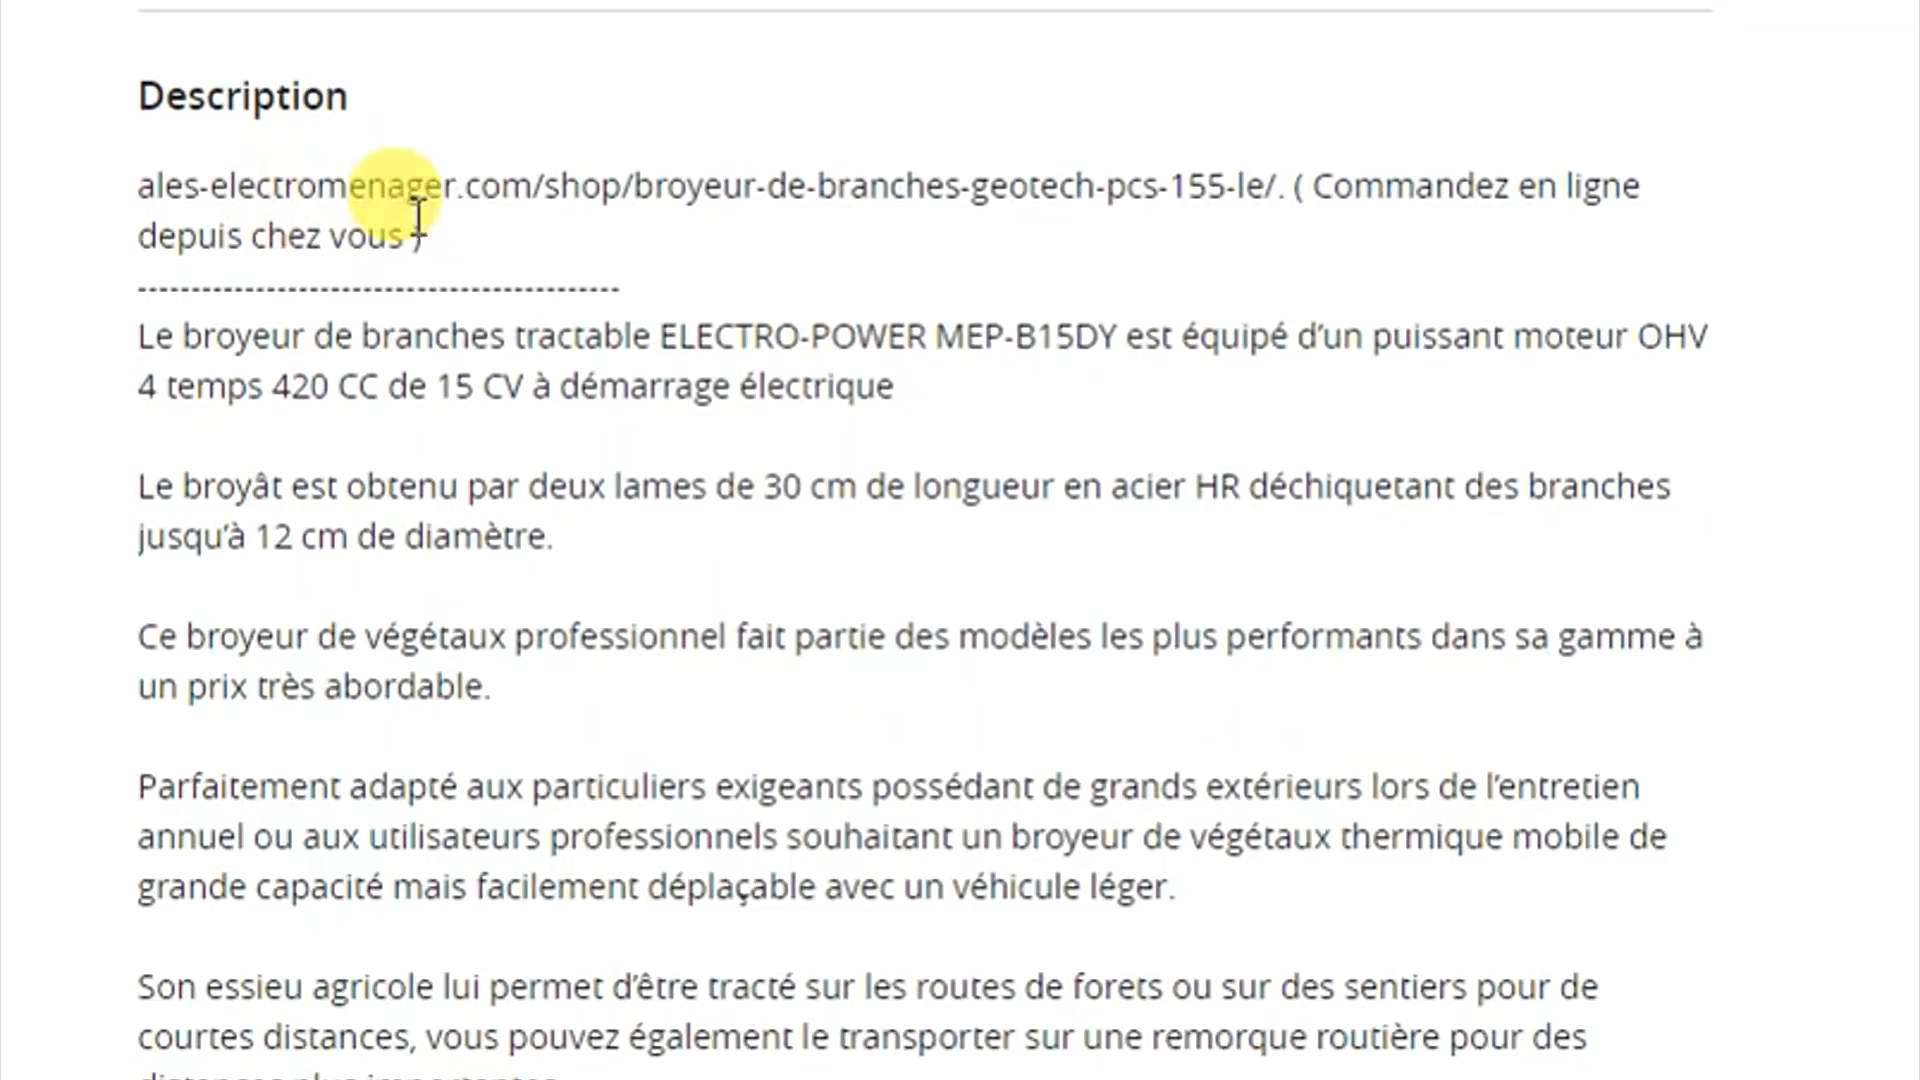 Description
ales-electromenager.com/shop/broyeur-de-branches-geotech-pcs-155-le/. ( Commandez en ligne
depuis chez vous )
---------------------------------------------
Le broyeur de branches tractable ELECTRO-POWER MEP-B15DY est équipé d’un puissant moteur OHV
4 temps 420 CC de 15 CV à démarrage électrique
Le broyât est obtenu par deux lames de 30 cm de longueur en acier HR déchiquetant des branches
jusqu’à 12 cm de diamètre.
Ce broyeur de végétaux professionnel fait partie des modèles les plus performants dans sa gamme à
un prix très abordable.
Parfaitement adapté aux particuliers exigeants possédant de grands extérieurs lors de l’entretien
annuel ou aux utilisateurs professionnels souhaitant un broyeur de végétaux thermique mobile de
grande capacité mais facilement déplaçable avec un véhicule léger.
Son essieu agricole lui permet d’être tracté sur les routes de forets ou sur des sentiers pour de
courtes distances, vous pouvez également le transporter sur une remorque routière pour des